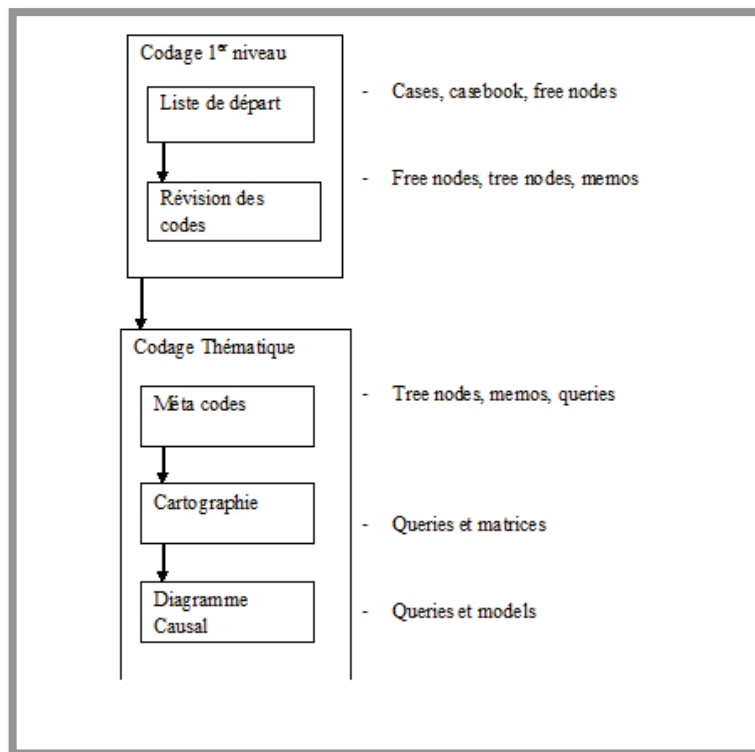 Codage 1er niveau
Liste de départ
- Cases, casebook, free nodes
Révision des
codes
- Free nodes, tree nodes, memos
Codage Thématique
Méta codes
- Tree nodes, memos, queries
Cartographie
- Queries et matrices
Diagramme
Causal
- Queries et models